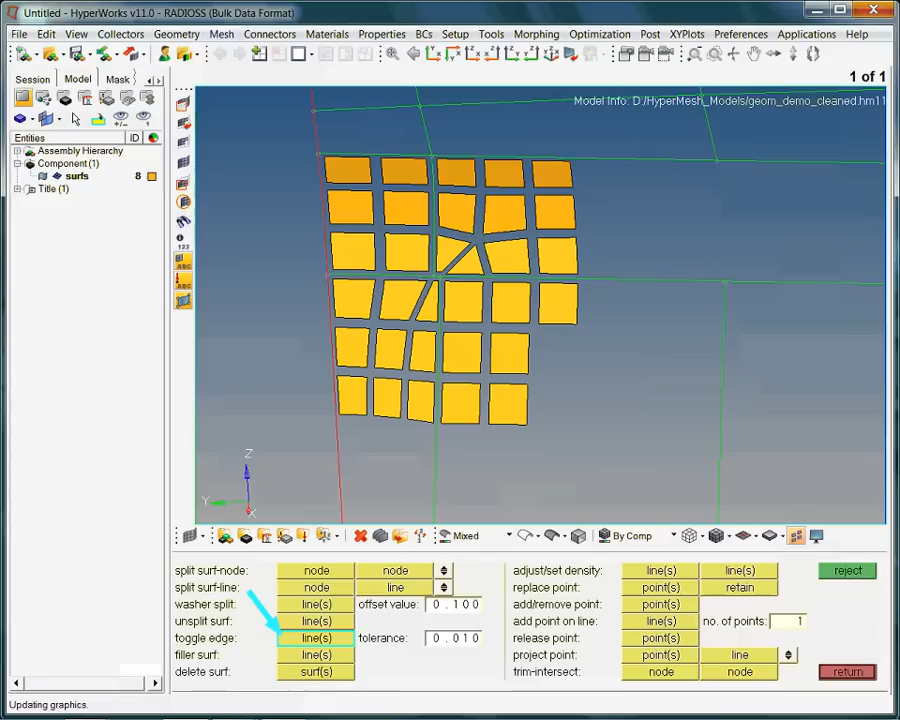 Untitled - HyperWorks v11.0 - RADIOSS (Bulk Data Format)
File Edit View Collectors Geometry Mesh Connectors Materials Properties BCs Setup Tools Morphing Optimization Post XYPlots Preferences Applications Help
1 of 1
Session Model Mask
Model Info: D:/HyperMesh_Models/geom_demo_cleaned.hm11
Entities ID
Assembly Hierarchy
Component (1)
surfs 8
Title (1)
123
ABC
ABC
Z
Y
X
Mixed By Comp
split surf-node: node node adjust/set density: line(s) line(s) reject
split surf-line: node line replace point: point(s) retain
washer split: line(s) offset value: 0.100 add/remove point: point(s)
unsplit surf: line(s) add point on line: line(s) no. of points: 1
toggle edge: line(s) tolerance: 0.010 release point: point(s)
filler surf: line(s) project point: point(s) line
delete surf: surf(s) trim-intersect: node node return
Updating graphics.